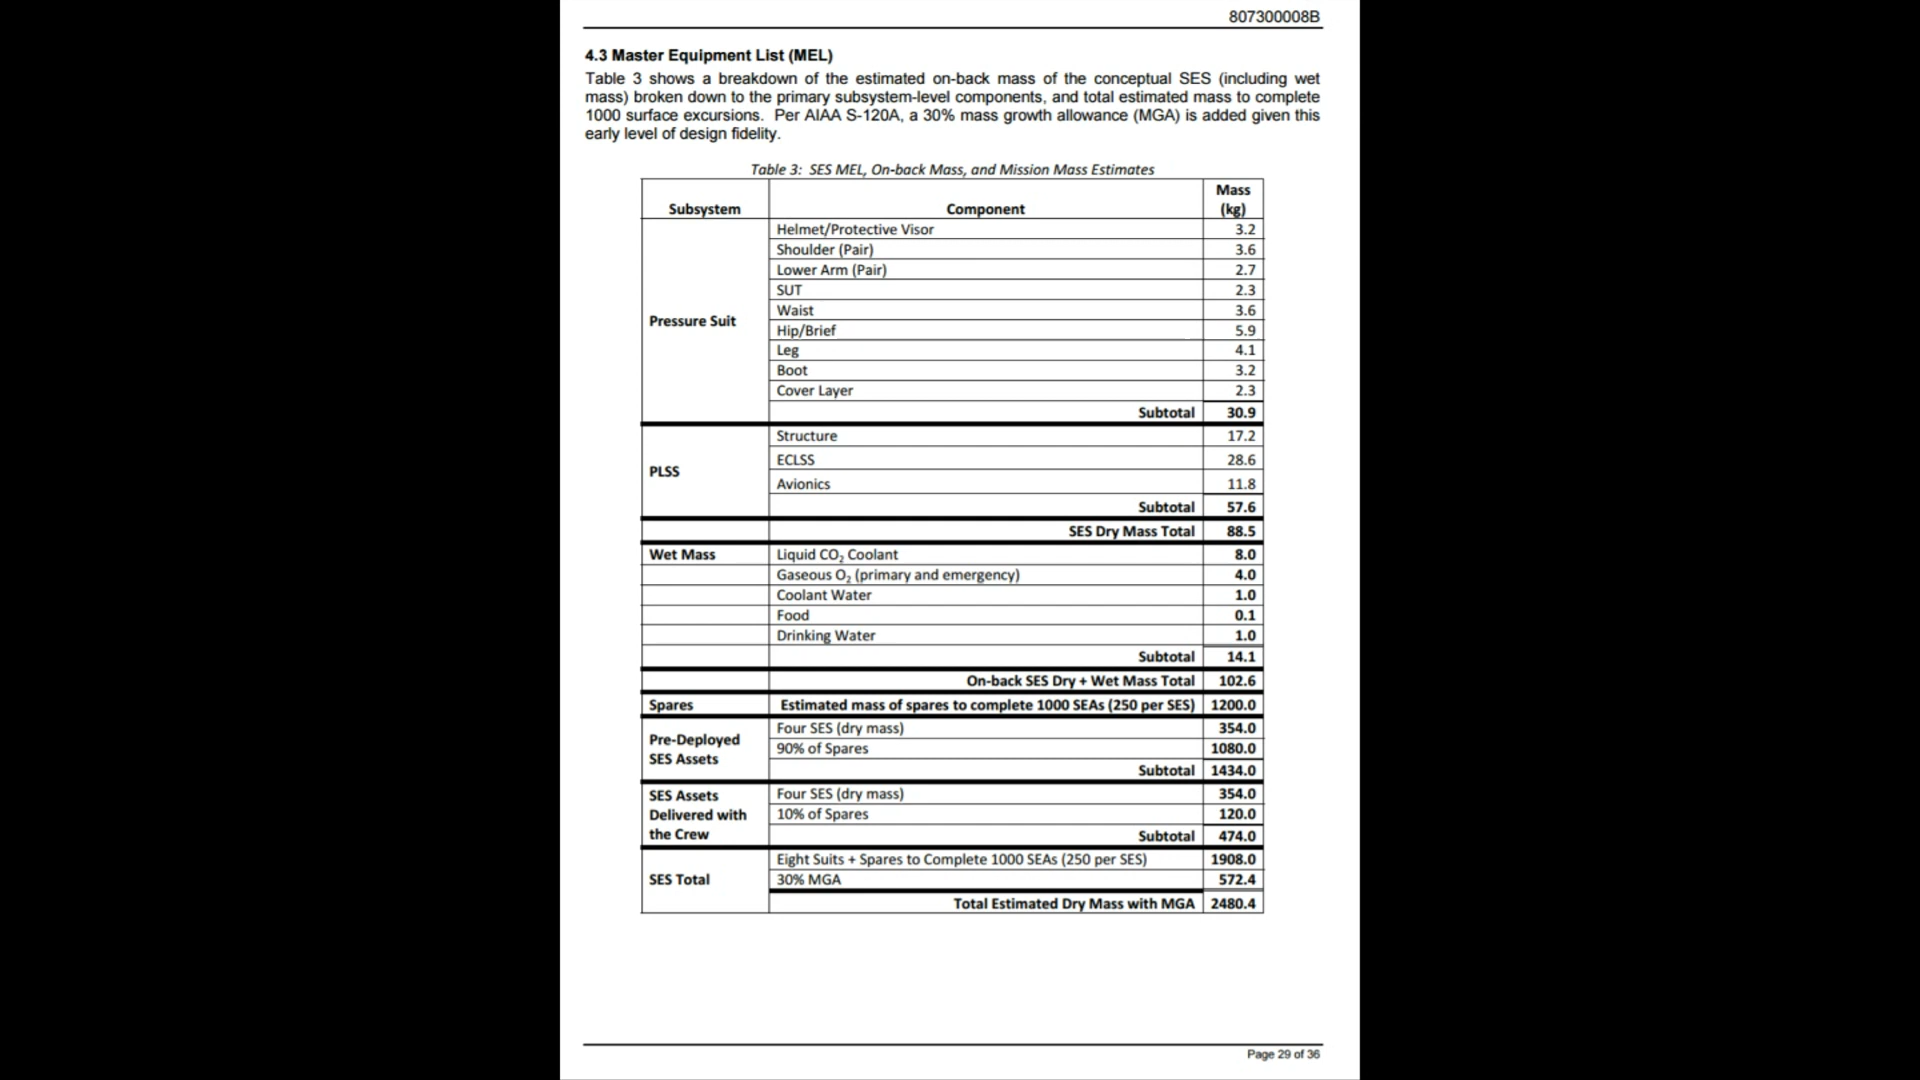 807300008B
4.3 Master Equipment List (MEL)
Table 3 shows a breakdown of the estimated on-back mass of the conceptual SES (including wet
mass) broken down to the primary subsystem-level components, and total estimated mass to complete
1000 surface excursions. Per AIAA S-120A, a 30% mass growth allowance (MGA) is added given this
early level of design fidelity.
Table 3: SES MEL, On-back Mass, and Mission Mass Estimates
Subsystem Component Mass (kg)
Pressure Suit
Helmet/Protective Visor 3.2
Shoulder (Pair) 3.6
Lower Arm (Pair) 2.7
SUT 2.3
Waist 3.6
Hip/Brief 5.9
Leg 4.1
Boot 3.2
Cover Layer 2.3
Subtotal 30.9
PLSS
Structure 17.2
ECLSS 28.6
Avionics 11.8
Subtotal 57.6
SES Dry Mass Total 88.5
Wet Mass Liquid CO₂ Coolant 8.0
Gaseous O₂ (primary and emergency) 4.0
Coolant Water 1.0
Food 0.1
Drinking Water 1.0
Subtotal 14.1
On-back SES Dry + Wet Mass Total 102.6
Spares Estimated mass of spares to complete 1000 SEAs (250 per SES) 1200.0
Pre-Deployed
SES Assets
Four SES (dry mass) 354.0
90% of Spares 1080.0
Subtotal 1434.0
SES Assets
Delivered with
the Crew
Four SES (dry mass) 354.0
10% of Spares 120.0
Subtotal 474.0
SES Total
Eight Suits + Spares to Complete 1000 SEAs (250 per SES) 1908.0
30% MGA 572.4
Total Estimated Dry Mass with MGA 2480.4
Page 29 of 36